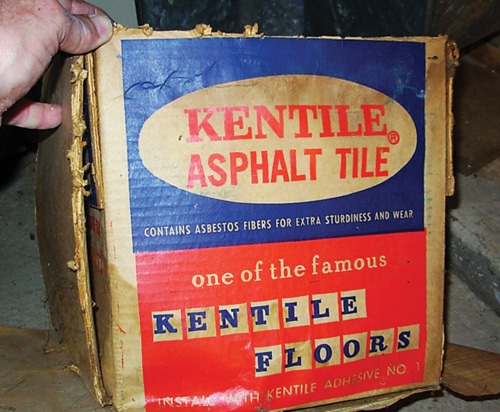 KENTILE®
ASPHALT TILE
CONTAINS ASBESTOS FIBERS FOR EXTRA STURDINESS AND WEAR
one of the famous
KENTILE
FLOORS
INSTALL WITH KENTILE ADHESIVE NO. 1